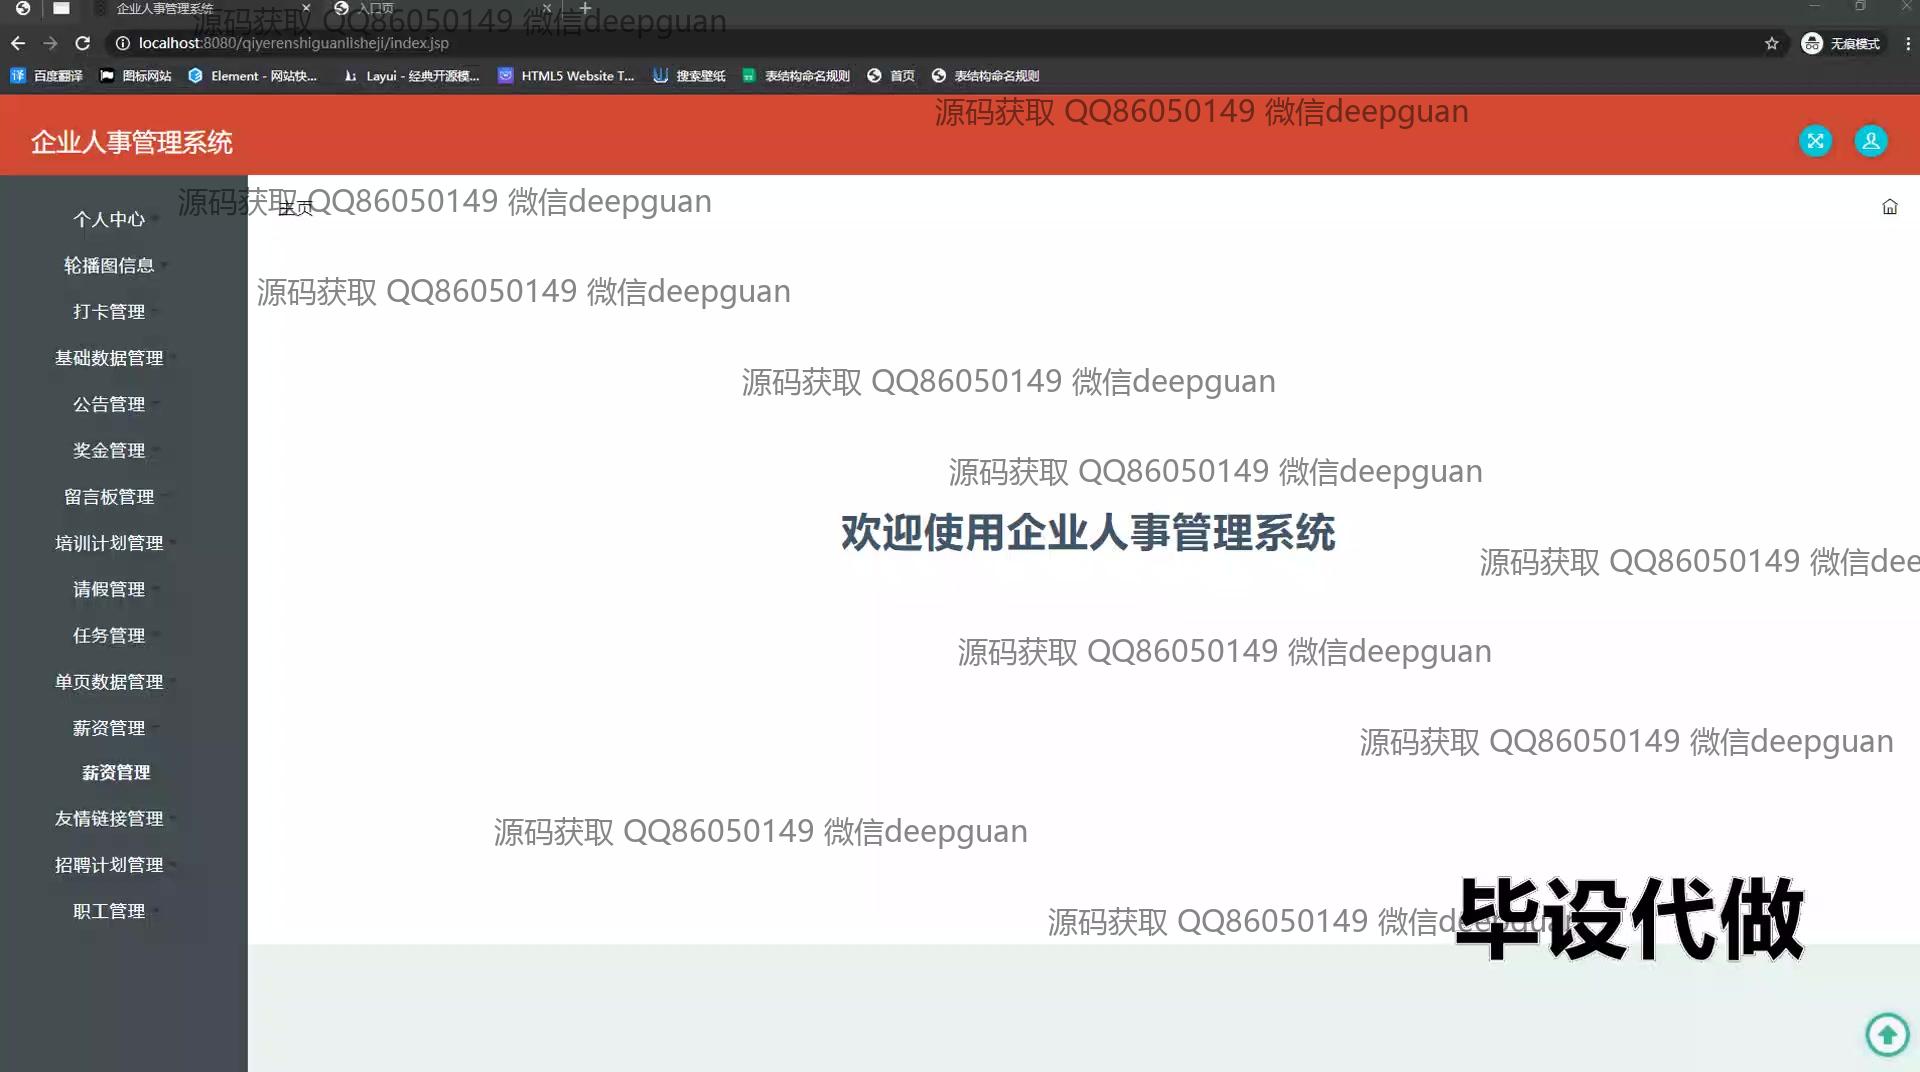 企业人事管理系统
入口页
源码获取 QQ86050149 微信deepguan
localhost:8080/qiyerenshiguanlisheji/index.jsp
无痕模式
百度翻译
图标网站
Element - 网站快...
Layui - 经典开源模...
HTML5 Website T...
搜索壁纸
表结构命名规则
首页
表结构命名规则
源码获取 QQ86050149 微信deepguan
企业人事管理系统
源码获取 QQ86050149 微信deepguan
主页
个人中心
轮播图信息
源码获取 QQ86050149 微信deepguan
打卡管理
基础数据管理
源码获取 QQ86050149 微信deepguan
公告管理
奖金管理
源码获取 QQ86050149 微信deepguan
留言板管理
欢迎使用企业人事管理系统
培训计划管理
源码获取 QQ86050149 微信dee
请假管理
任务管理
源码获取 QQ86050149 微信deepguan
单页数据管理
薪资管理
源码获取 QQ86050149 微信deepguan
薪资管理
友情链接管理
源码获取 QQ86050149 微信deepguan
招聘计划管理
职工管理
源码获取 QQ86050149 微信deepguan
毕设代做